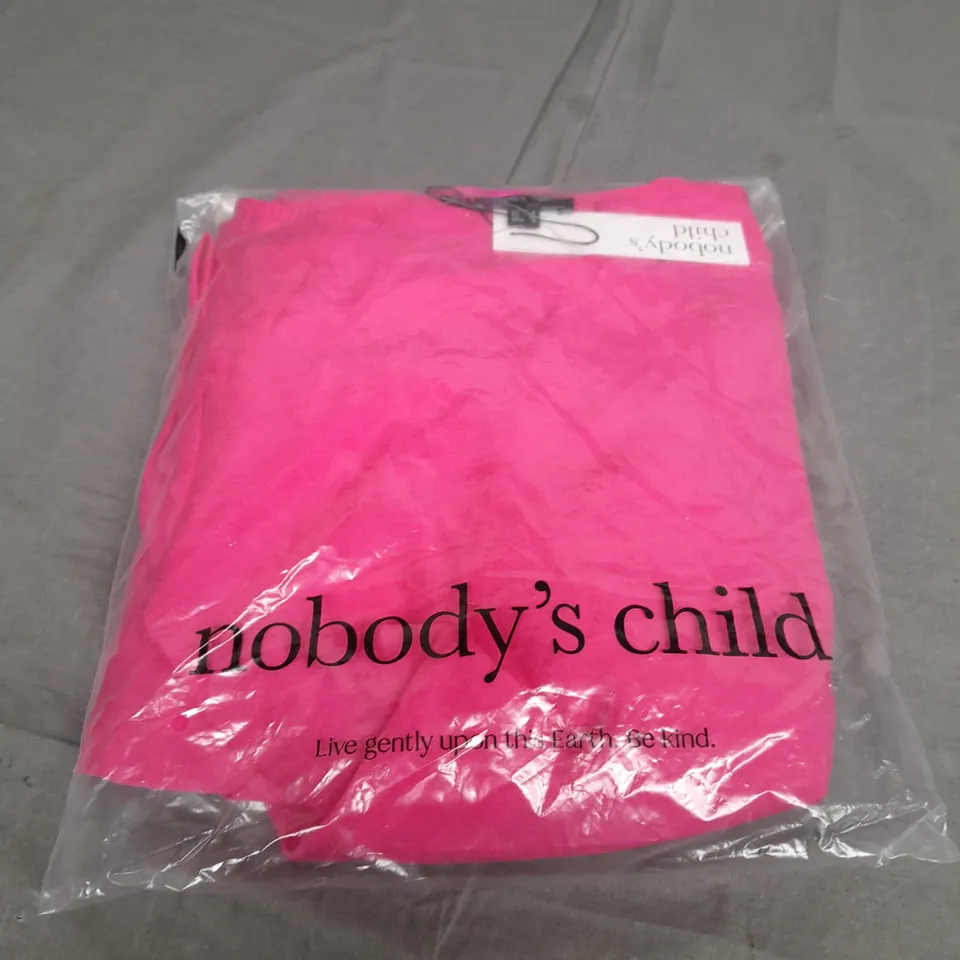 nobody's
child
nobody's child
Live gently upon this Earth. Be kind.